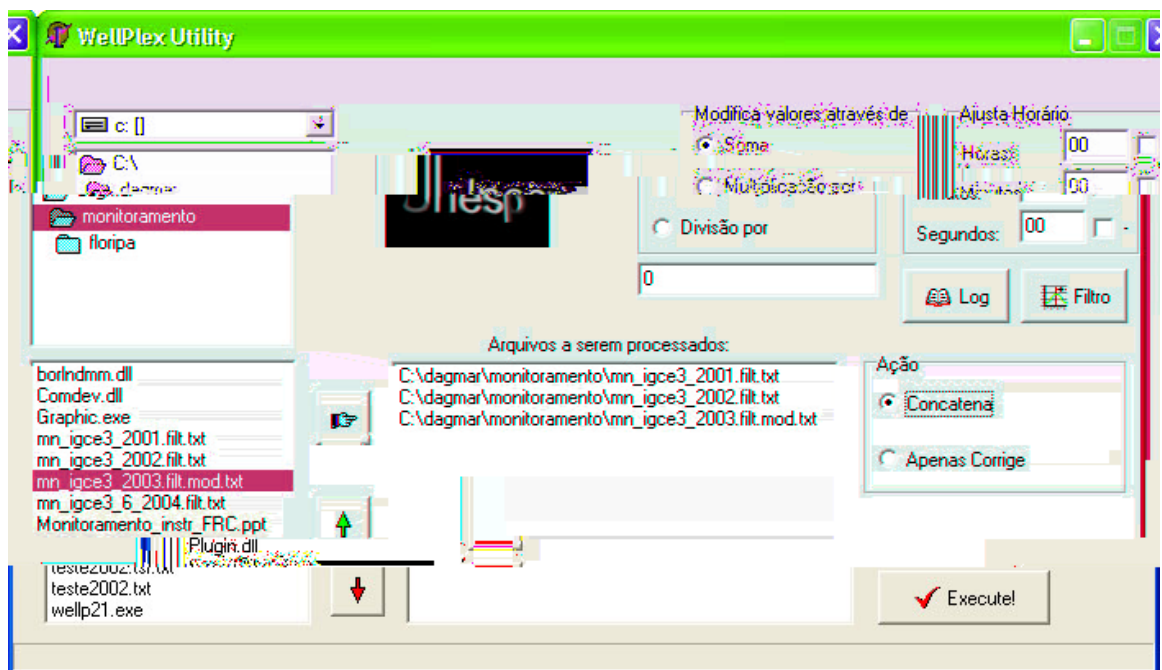 WellPlex Utility
c: []
C:\
dagmar
monitoramento
floripa
Modifica valores através de
Soma
Multiplicação por
Divisão por
0
Ajusta Horário
Horas:
00
00
Segundos:
00
-
Log
Filtro
Arquivos a serem processados:
C:\dagmar\monitoramento\mn_igce3_2001.filt.txt
C:\dagmar\monitoramento\mn_igce3_2002.filt.txt
C:\dagmar\monitoramento\mn_igce3_2003.filt.mod.txt
borlndmm.dll
Comdev.dll
Graphic.exe
mn_igce3_2001.filt.txt
mn_igce3_2002.filt.txt
mn_igce3_2003.filt.mod.txt
mn_igce3_6_2004.filt.txt
Monitoramento_instr_FRC.ppt
Plugin.dll
teste2002.txt
wellp21.exe
Ação
Concatena
Apenas Corrige
Execute!